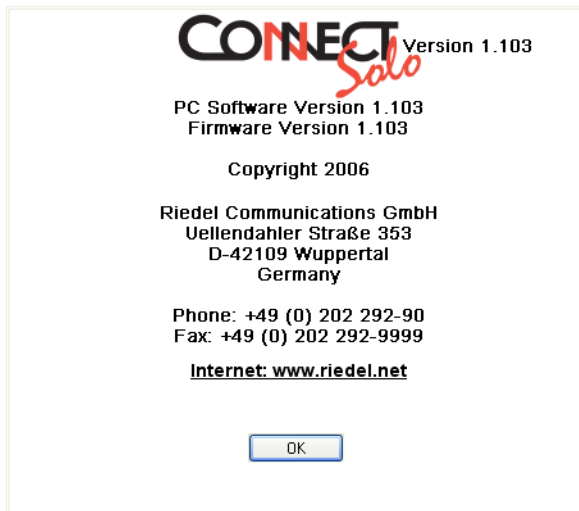 CONNECT Solo Version 1.103
PC Software Version 1.103
Firmware Version 1.103
Copyright 2006
Riedel Communications GmbH
Uellendahler Straße 353
D-42109 Wuppertal
Germany
Phone: +49 (0) 202 292-90
Fax: +49 (0) 202 292-9999
Internet: www.riedel.net
OK